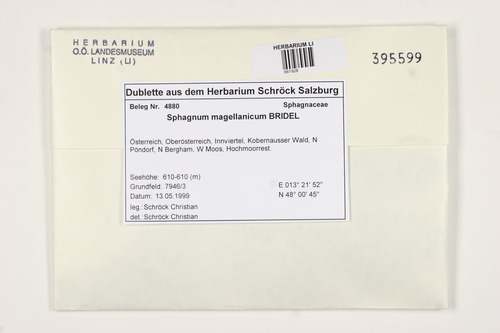 HERBARIUM
O.Ö. LANDESMUSEUM
LINZ (LI)
HERBARIUM LI
395599
Dublette aus dem Herbarium Schröck Salzburg
Beleg Nr. 4880 Sphagnaceae
Sphagnum magellanicum BRIDEL
Österreich, Oberösterreich, Innviertel, Kobernausser Wald, N
Pöndorf, N Bergham, W Moos, Hochmoorrest.
Seehöhe: 610-610 (m)
Grundfeld: 7946/3 E 013° 21' 52''
Datum: 13.05.1999 N 48° 00' 45''
leg.:Schröck Christian
det.:Schröck Christian